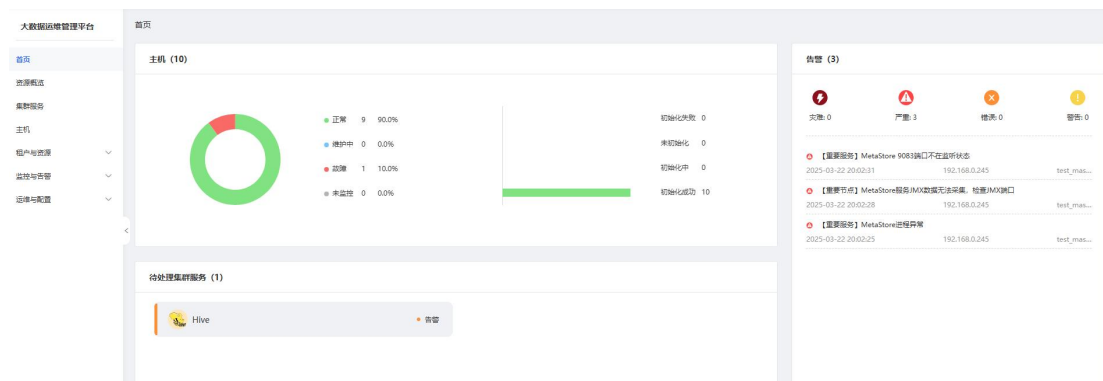 大数据运维管理平台
首页
资源概览
集群服务
主机
租户与资源
监控与告警
运维与配置
首页
主机（10）
正常 9 90.0%
维护中 0 0.0%
故障 1 10.0%
未监控 0 0.0%
初始化失败 0
未初始化 0
初始化中 0
初始化成功 10
待处理集群服务（1）
Hive 告警
告警（3）
灾难: 0 严重: 3 错误: 0 警告: 0
【重要服务】MetaStore 9083端口不在监听状态
2025-03-22 20:02:31 192.168.0.245 test_mas...
【重要节点】MetaStore服务JMX数据无法采集，检查JMX端口
2025-03-22 20:02:28 192.168.0.245 test_mas...
【重要服务】MetaStore进程异常
2025-03-22 20:02:25 192.168.0.245 test_mas...